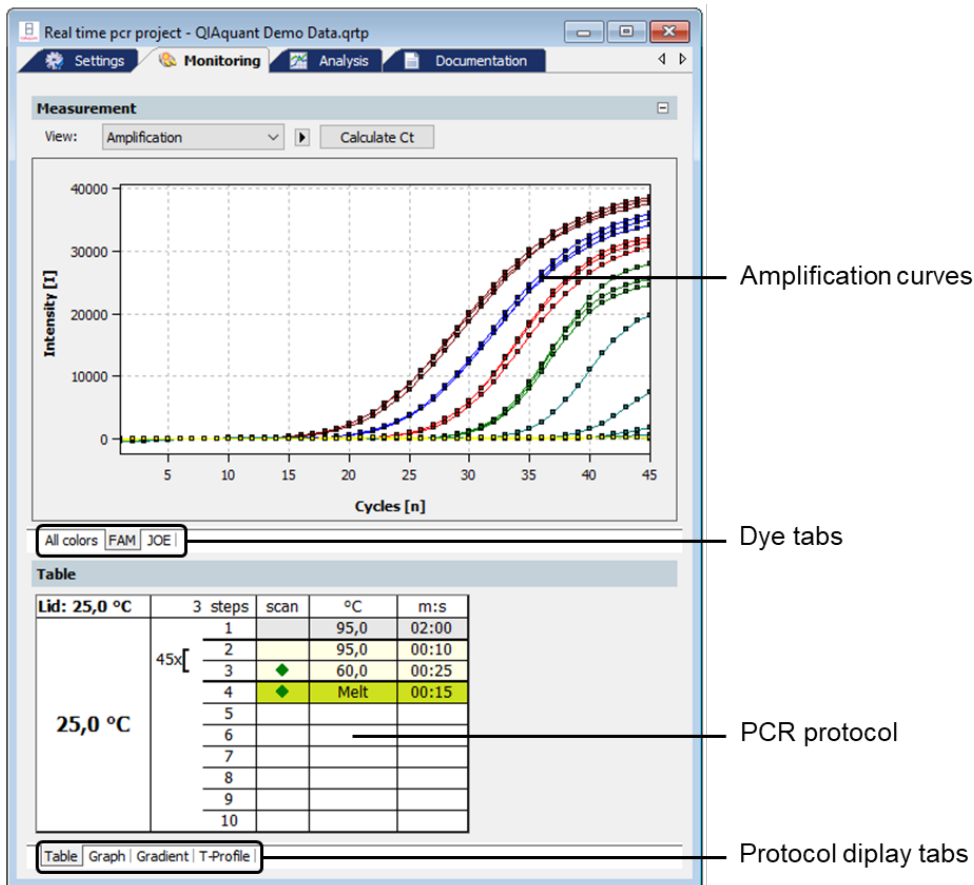 Real time pcr project - QIAquant Demo Data.qrtp
Settings Monitoring Analysis Documentation
Measurement
View: Amplification Calculate Ct
40000
30000
20000
10000
0
Intensity [I]
5 10 15 20 25 30 35 40 45
Cycles [n]
Amplification curves
All colors FAM JOE
Dye tabs
Table
Lid: 25,0 °C 3 steps scan °C m:s
1 95,0 02:00
45x[ 2 95,0 00:10
3 60,0 00:25
4 Melt 00:15
25,0 °C
5
6
7
8
9
10
PCR protocol
Table Graph Gradient T-Profile
Protocol diplay tabs